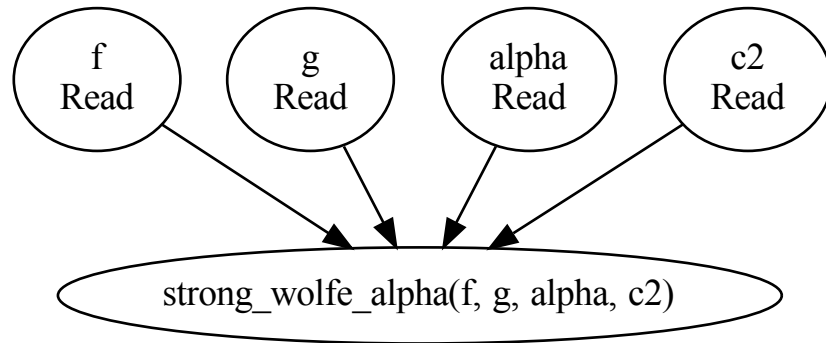 f
Read
g
Read
alpha
Read
c2
Read
strong_wolfe_alpha(f, g, alpha, c2)